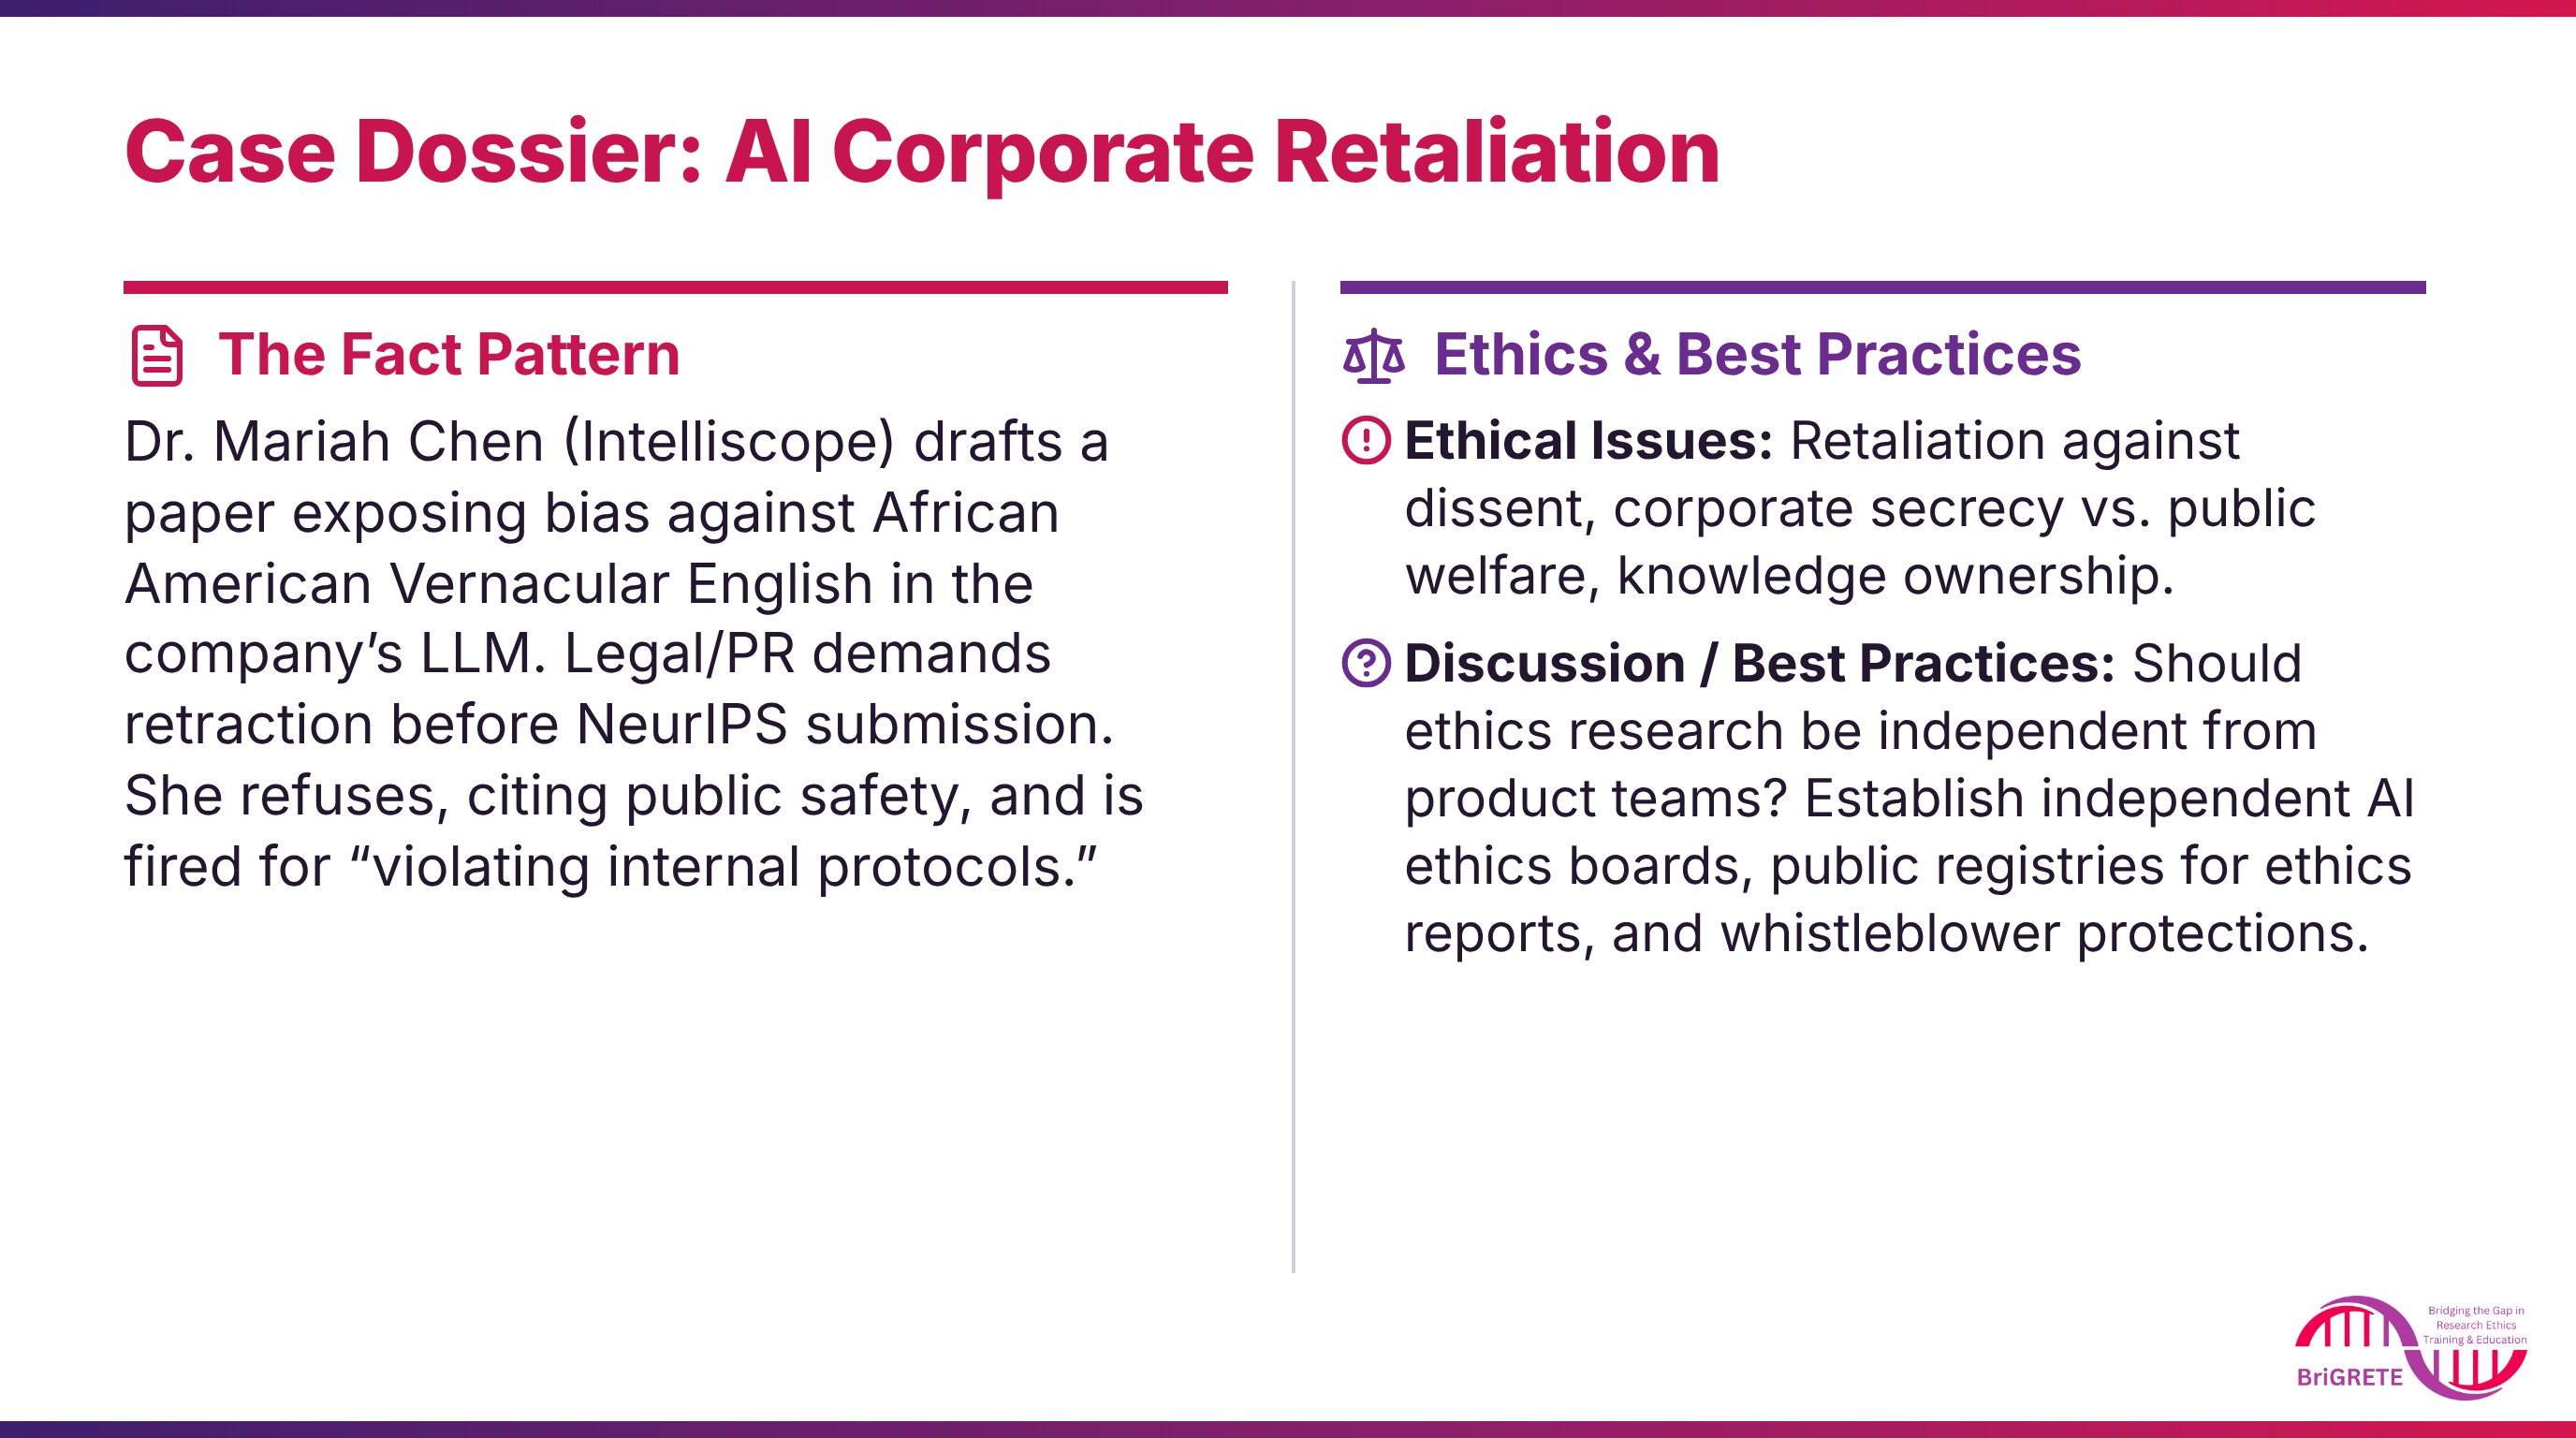 Case Dossier: AI Corporate Retaliation
The Fact Pattern
Dr. Mariah Chen (Intelliscope) drafts a
paper exposing bias against African
American Vernacular English in the
company’s LLM. Legal/PR demands
retraction before NeurIPS submission.
She refuses, citing public safety, and is
fired for “violating internal protocols.”
Ethics & Best Practices
Ethical Issues: Retaliation against
dissent, corporate secrecy vs. public
welfare, knowledge ownership.
Discussion / Best Practices: Should
ethics research be independent from
product teams? Establish independent AI
ethics boards, public registries for ethics
reports, and whistleblower protections.
Bridging the Gap in
Research Ethics
Training & Education
BriGRETE